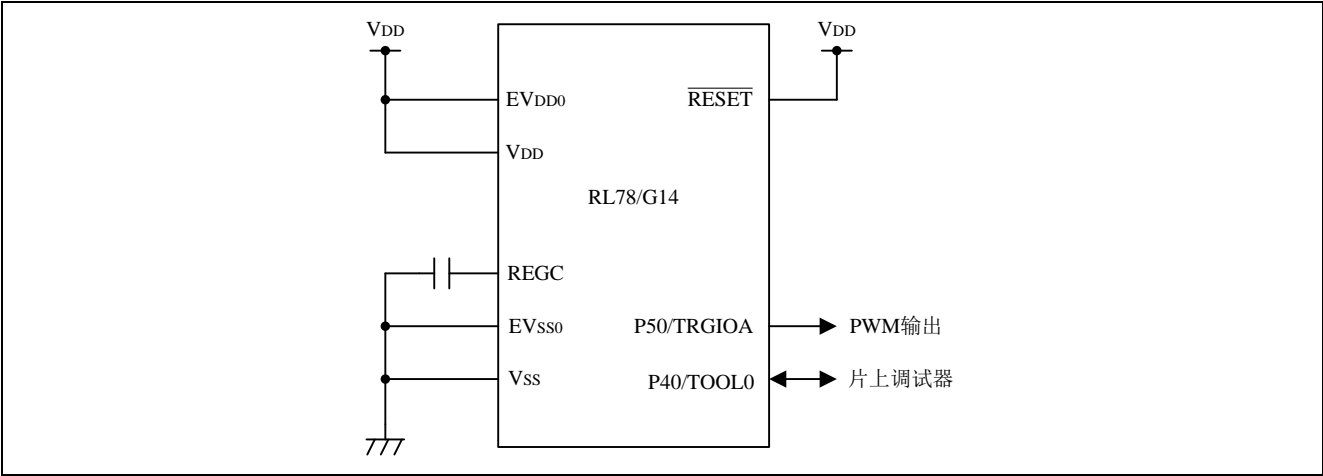 VDD VDD
EVDD0 RESET
VDD
RL78/G14
REGC
EVSS0 P50/TRGIOA PWM输出
VSS P40/TOOL0 片上调试器